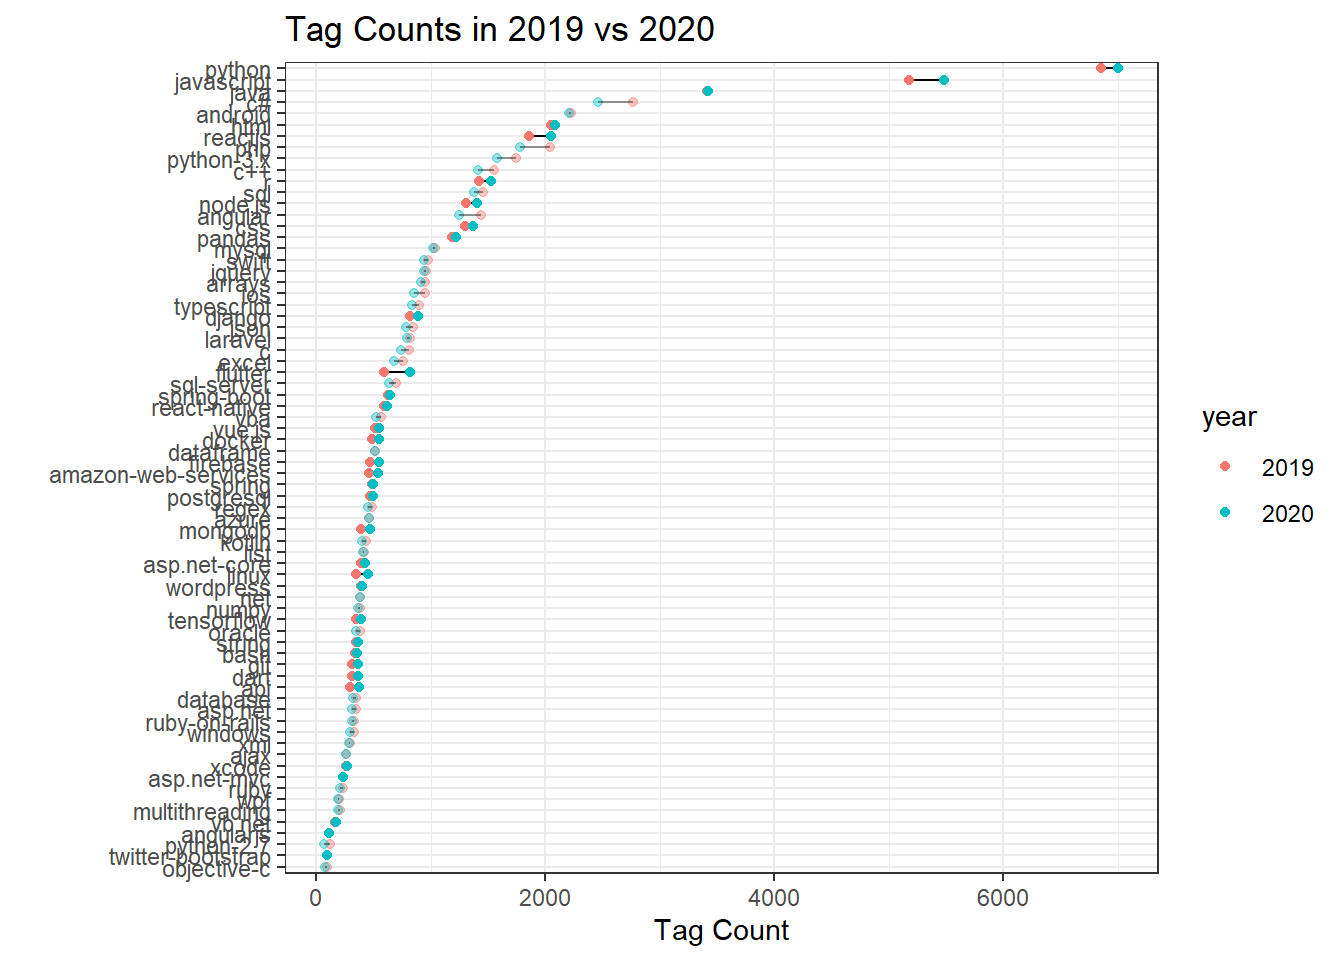 Tag Counts in 2019 vs 2020
python
javascript
java
c#
android
html
reactjs
php
python-3.x
c++
r
sql
node.js
angular
css
pandas
mysql
swift
jquery
arrays
ios
typescript
django
json
laravel
c
excel
flutter
sql-server
spring-boot
react-native
vba
vue.js
docker
dataframe
firebase
amazon-web-services
spring
postgresql
regex
azure
mongodb
kotlin
list
asp.net-core
linux
wordpress
.net
numpy
tensorflow
oracle
string
bash
git
dart
api
database
asp.net
ruby-on-rails
windows
xml
ajax
xcode
asp.net-mvc
ruby
wpf
multithreading
vb.net
angularjs
python-2.7
twitter-bootstrap
objective-c
0
2000
4000
6000
Tag Count
year
2019
2020